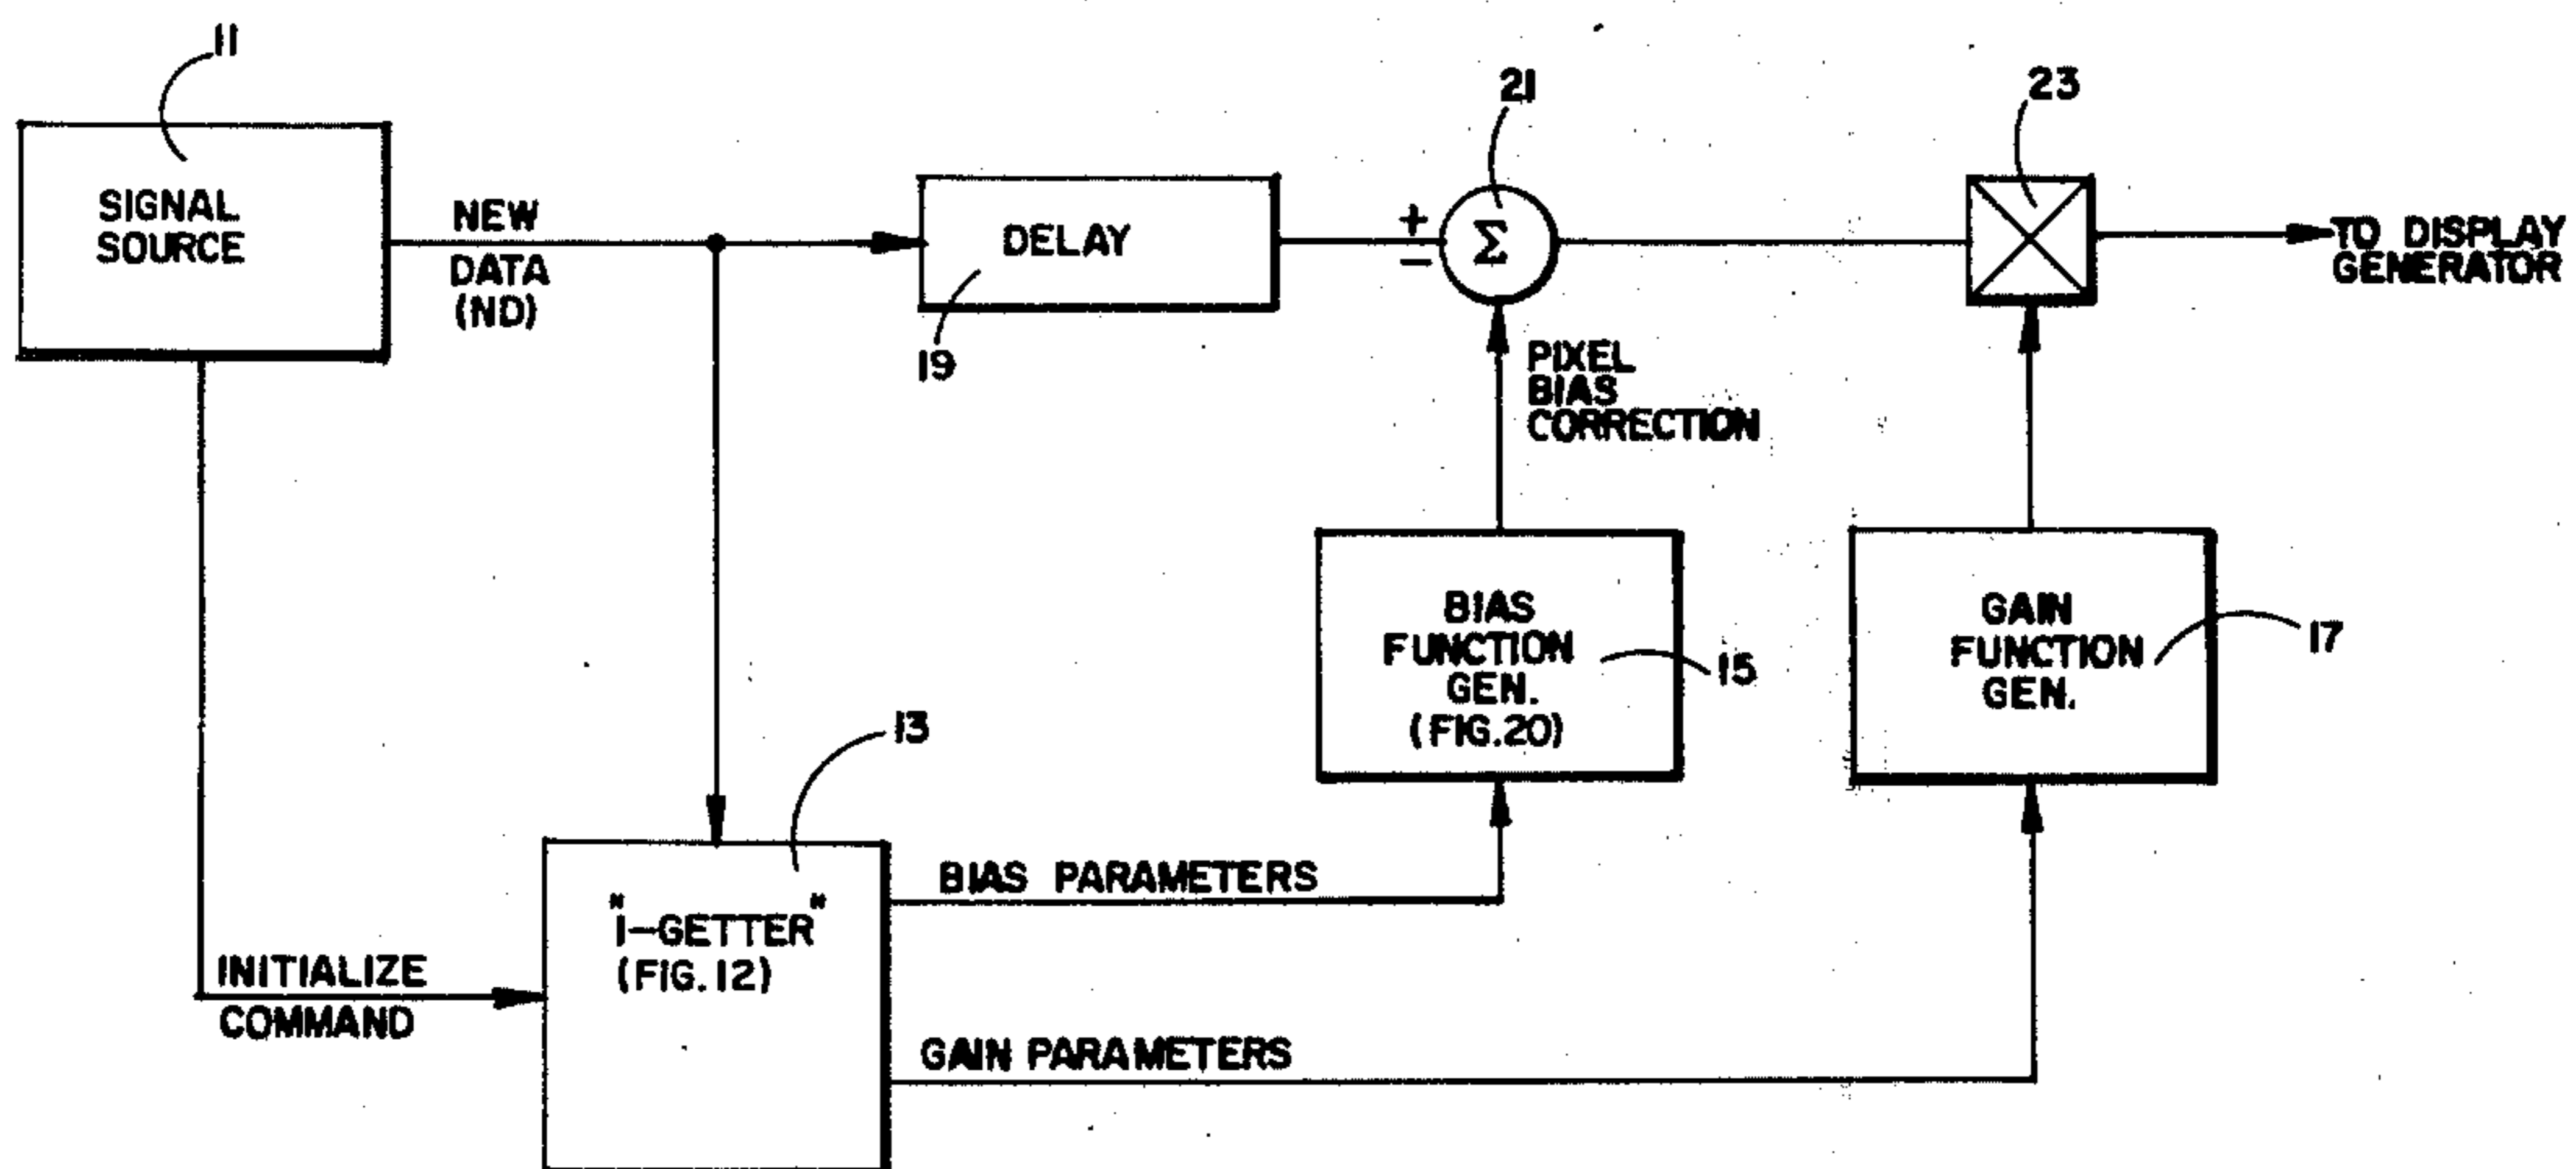 11
21
23
SIGNAL
SOURCE
NEW
DATA
(ND)
DELAY
+
−
Σ
TO DISPLAY
GENERATOR
19
PIXEL
BIAS
CORRECTION
BIAS
FUNCTION
GEN.
(FIG.20)
15
GAIN
FUNCTION
GEN.
17
13
"I-GETTER"
(FIG.12)
BIAS PARAMETERS
INITIALIZE
COMMAND
GAIN PARAMETERS